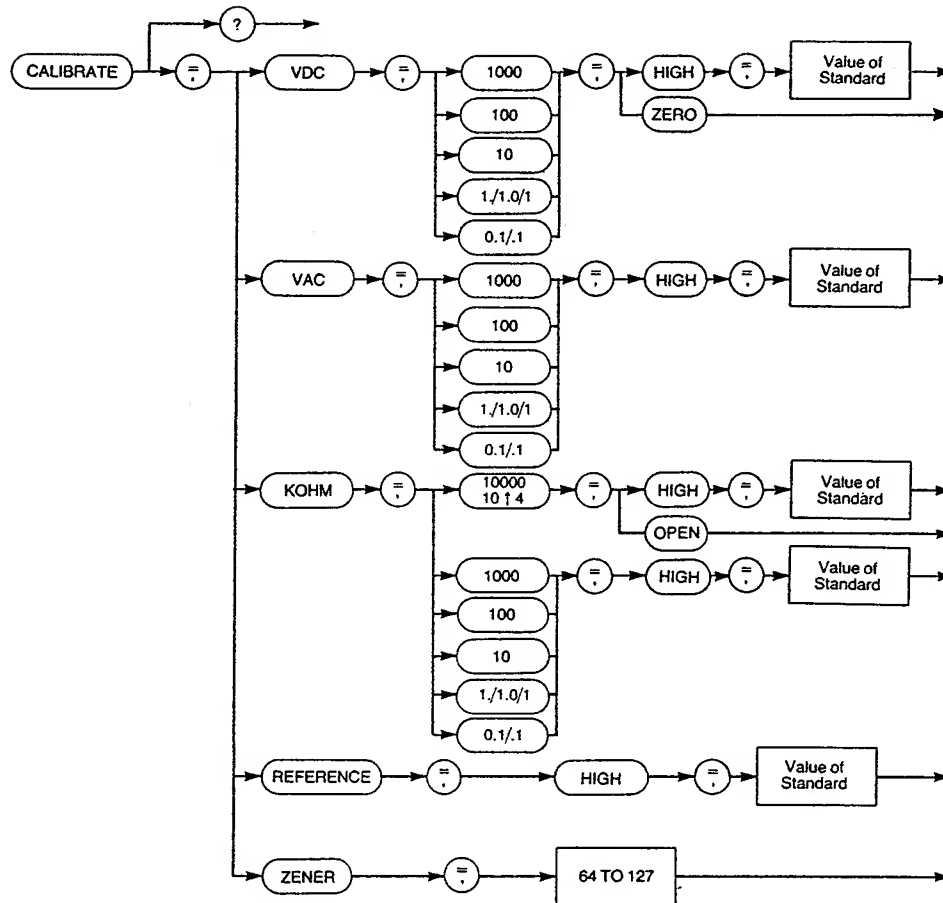 ?
CALIBRATE = , VDC = , 1000 = , HIGH = , Value of Standard
100 ZERO
10
1./1.0/1
0.1/.1
VAC = , 1000 = , HIGH = , Value of Standard
100
10
1./1.0/1
0.1/.1
KOHM = , 10000 10 ↑ 4 = , HIGH = , Value of Standard
OPEN
1000 = , HIGH = , Value of Standard
100
10
1./1.0/1
0.1/.1
REFERENCE = , HIGH = , Value of Standard
ZENER = , 64 TO 127